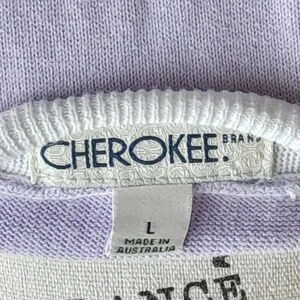 CHEROKEE.
BRAND
L
MADE IN
AUSTRALIA